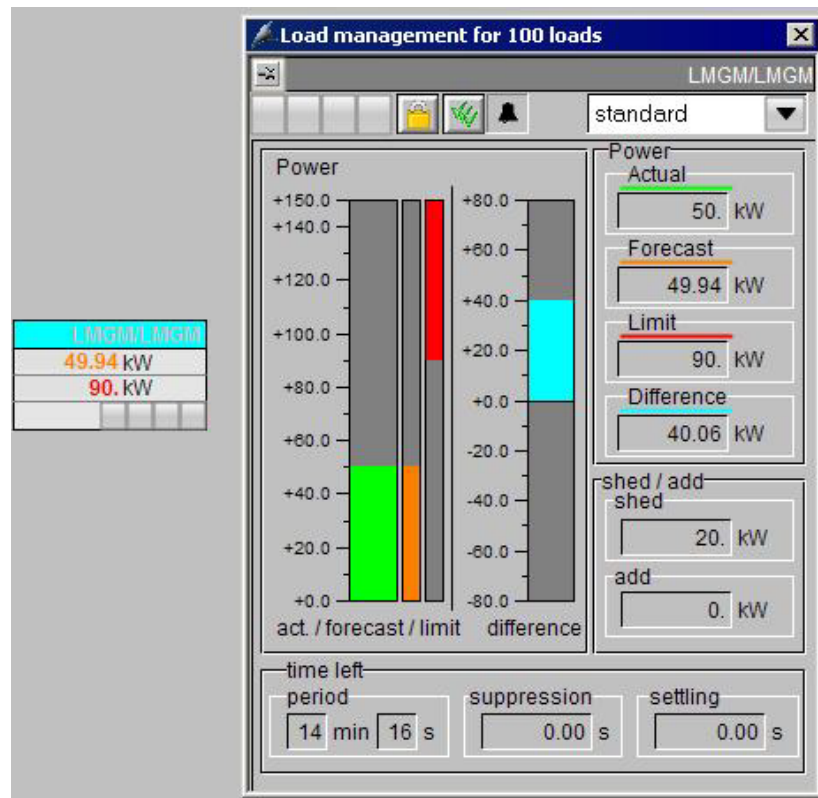 Load management for 100 loads
LMGM/LMGM
standard
Power
+150.0
+140.0
+120.0
+100.0
+80.0
+60.0
+40.0
+20.0
+0.0
+80.0
+60.0
+40.0
+20.0
+0.0
-20.0
-40.0
-60.0
-80.0
act. / forecast / limit difference
Power
Actual
50. kW
Forecast
49.94 kW
Limit
90. kW
Difference
40.06 kW
shed / add
shed
20. kW
add
0. kW
time left
period
14 min 16 s
suppression
0.00 s
settling
0.00 s
LMGM/LMGM
49.94 kW
90. kW